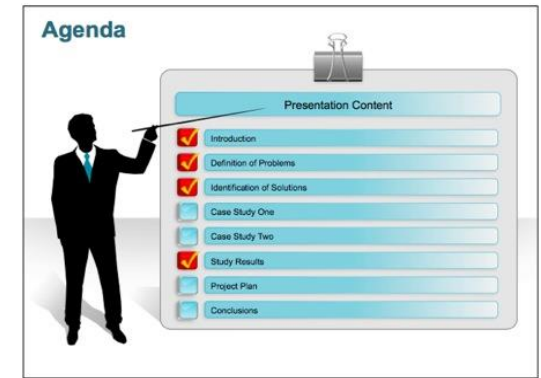 Agenda
Presentation Content
Introduction
Definition of Problems
Identification of Solutions
Case Study One
Case Study Two
Study Results
Project Plan
Conclusions